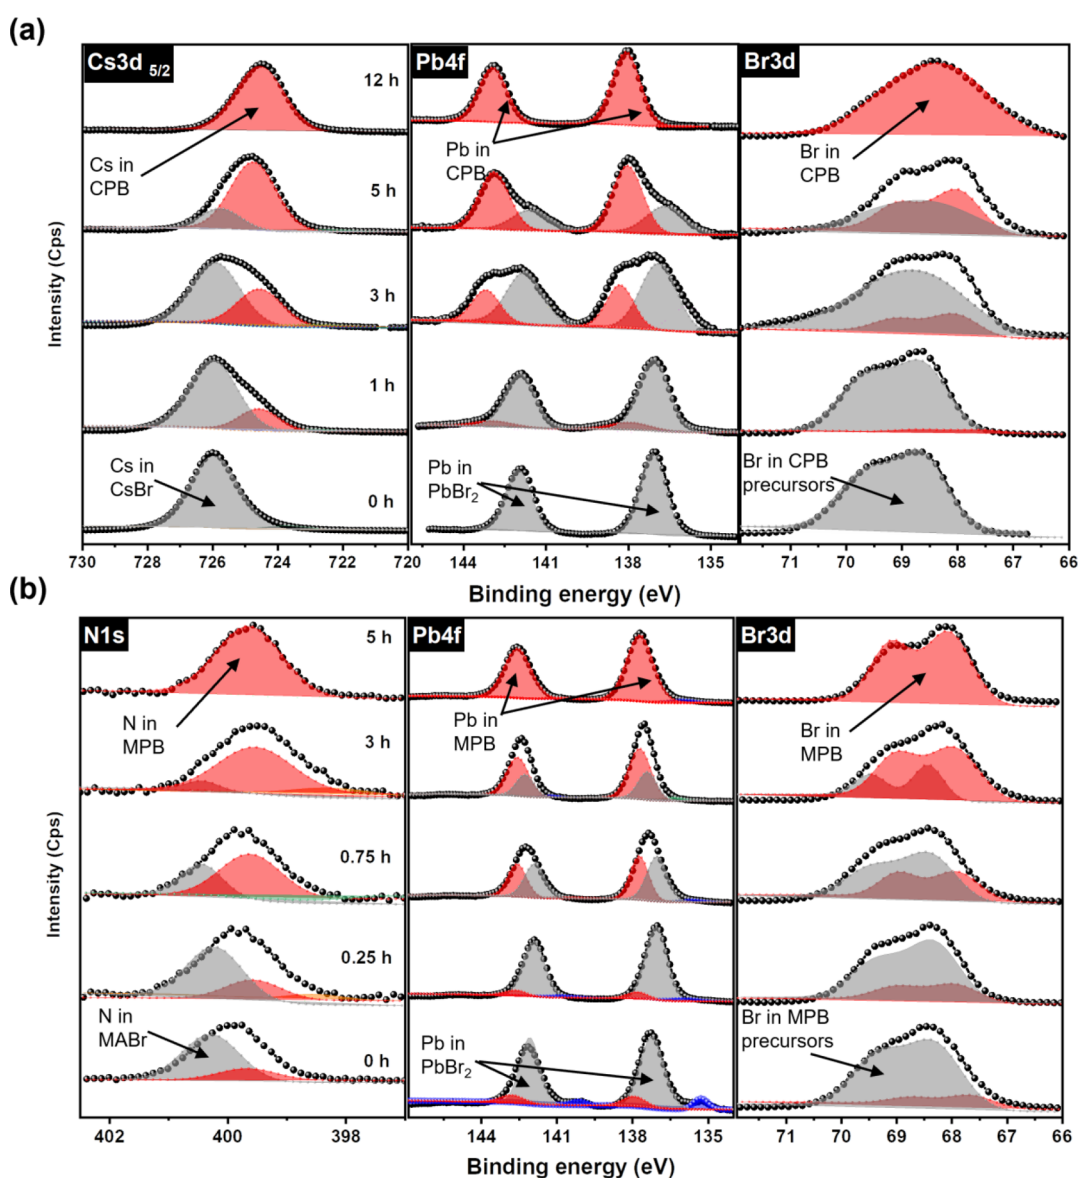 (a)
Cs3d 5/2
Pb4f
Br3d
12 h
Cs in
CPB
Pb in
CPB
Br in
CPB
5 h
3 h
1 h
Cs in
CsBr
0 h
Pb in
PbBr2
Br in CPB
precursors
Intensity (Cps)
730 728 726 724 722 720
144 141 138 135
71 70 69 68 67 66
Binding energy (eV)
(b)
N1s
Pb4f
Br3d
5 h
N in
MPB
Pb in
MPB
Br in
MPB
3 h
0.75 h
0.25 h
N in
MABr
0 h
Pb in
PbBr2
Br in MPB
precursors
Intensity (Cps)
402 400 398
144 141 138 135
71 70 69 68 67 66
Binding energy (eV)